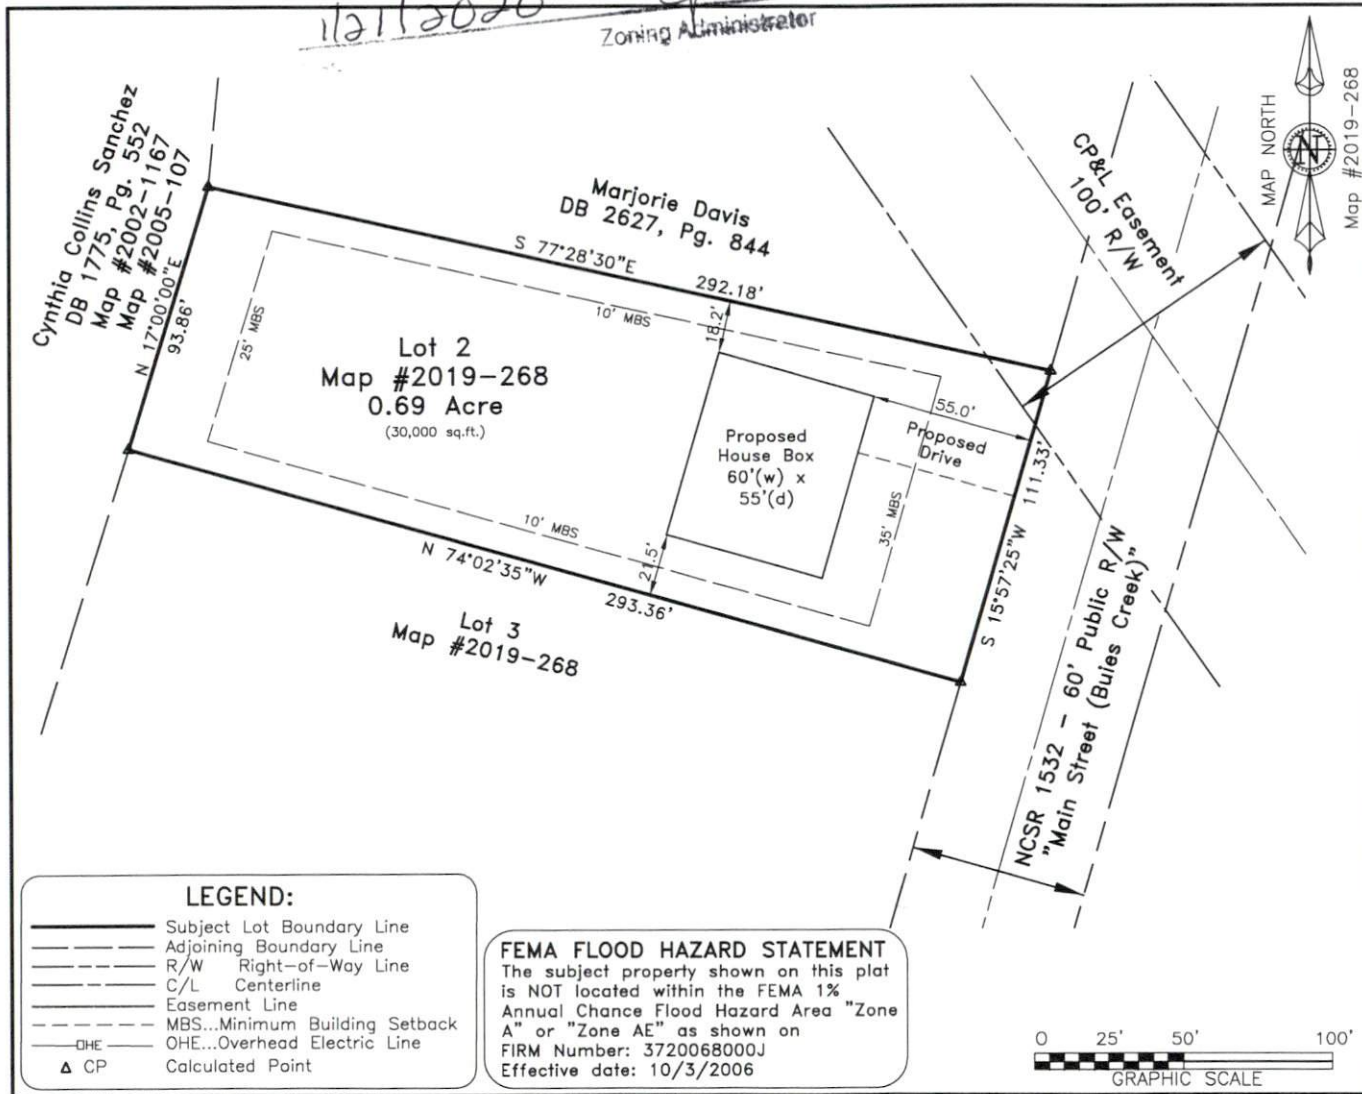 1/21/2020
Zoning Administrator
Cynthia Collins Sanchez
DB 1775, Pg. 552
Map #2002-1167
Map #2005-107
N 17°00'00"E
93.86'
Marjorie Davis
DB 2627, Pg. 844
S 77°28'30"E
292.18'
10' MBS
18.2'
25' MBS
Lot 2
Map #2019-268
0.69 Acre
(30,000 sq.ft.)
Proposed
House Box
60'(w) x
55'(d)
55.0'
Proposed
Drive
35' MBS
10' MBS
21.5'
N 74°02'35"W
293.36'
Lot 3
Map #2019-268
S 15°57'25"W 111.33'
CP&L Easement
100' R/W
MAP NORTH
N
Map #2019-268
NCSR 1532 - 60' Public R/W
"Main Street (Buies Creek)"
LEGEND:
Subject Lot Boundary Line
Adjoining Boundary Line
R/W Right-of-Way Line
C/L Centerline
Easement Line
MBS...Minimum Building Setback
OHE OHE...Overhead Electric Line
CP Calculated Point
FEMA FLOOD HAZARD STATEMENT
The subject property shown on this plat
is NOT located within the FEMA 1%
Annual Chance Flood Hazard Area "Zone
A" or "Zone AE" as shown on
FIRM Number: 3720068000J
Effective date: 10/3/2006
0 25' 50' 100'
GRAPHIC SCALE